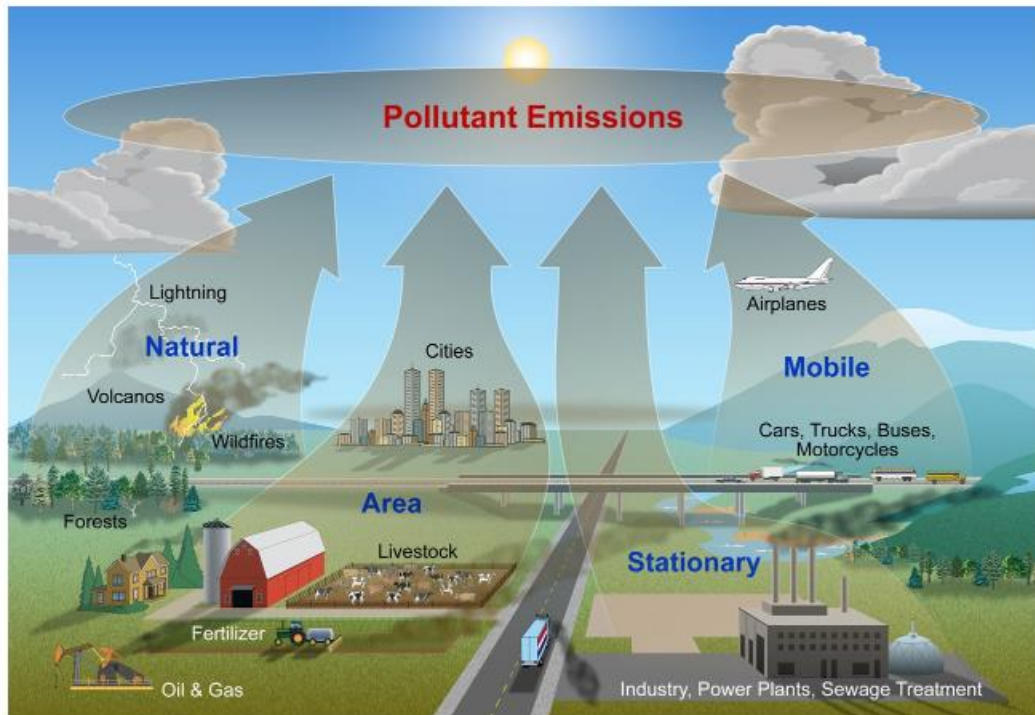 Pollutant Emissions
Lightning
Natural
Volcanos
Wildfires
Forests
Cities
Area
Livestock
Fertilizer
Oil & Gas
Airplanes
Mobile
Cars, Trucks, Buses,
Motorcycles
Stationary
Industry, Power Plants, Sewage Treatment